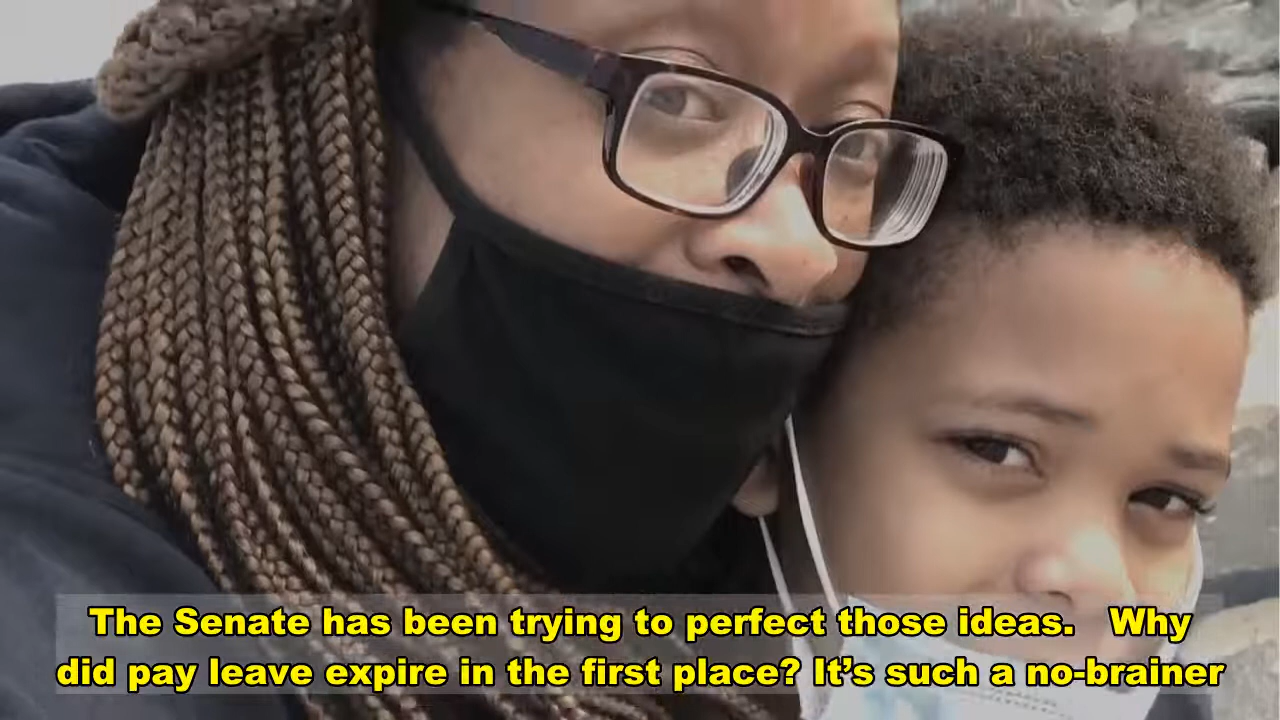 The Senate has been trying to perfect those ideas. Why
did pay leave expire in the first place? It’s such a no-brainer